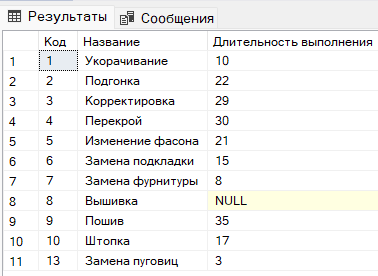 Результаты Сообщения
Код Название Длительность выполнения
1 1 Укорачивание 10
2 2 Подгонка 22
3 3 Корректировка 29
4 4 Перекрой 30
5 5 Изменение фасона 21
6 6 Замена подкладки 15
7 7 Замена фурнитуры 8
8 8 Вышивка NULL
9 9 Пошив 35
10 10 Штопка 17
11 13 Замена пуговиц 3